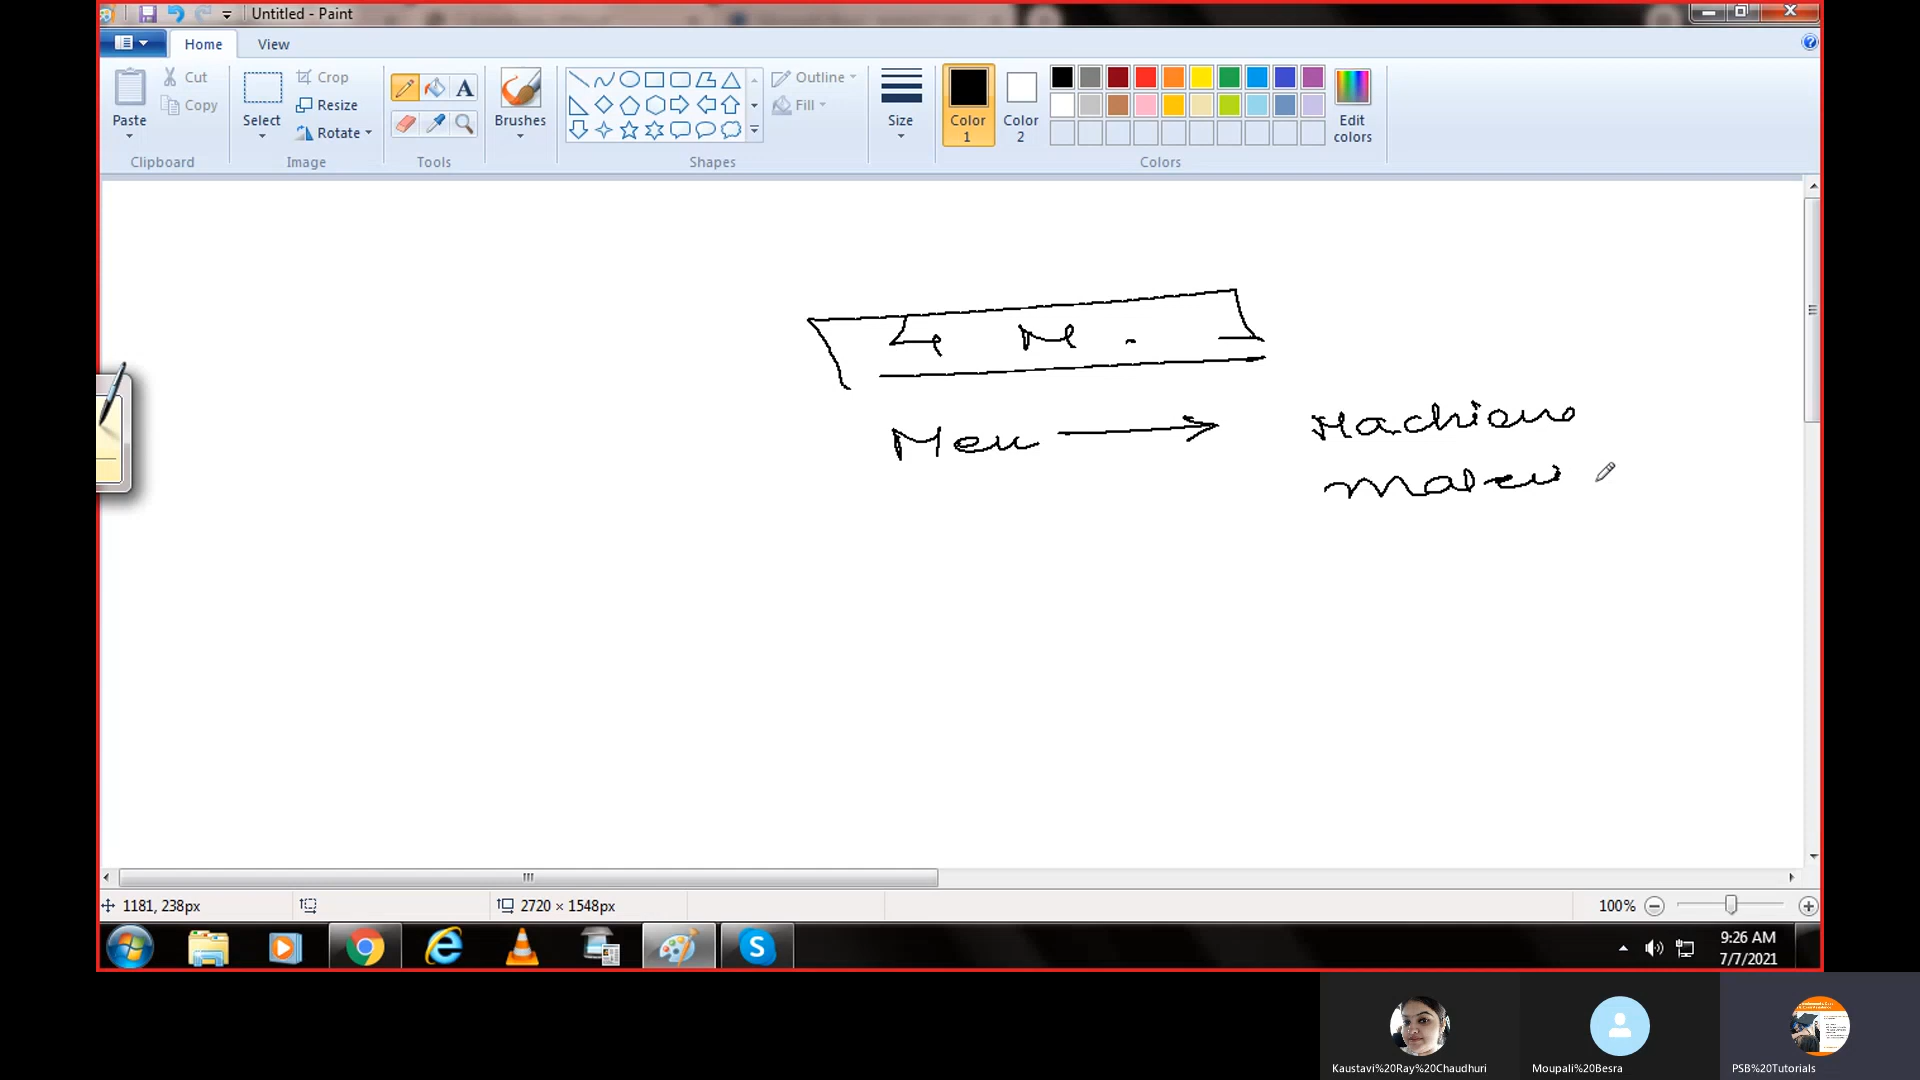 Untitled - Paint
Home View
Cut
Crop
Copy
Resize
Outline
Fill
Paste
Select
Rotate
Brushes
Size
Color 1
Color 2
Edit colors
Clipboard
Image
Tools
Shapes
Colors
4 M . –
Men
1181, 238px
2720 × 1548px
100%
9:26 AM
7/7/2021
Kaustavi%20Ray%20Chaudhuri
Moupali%20Besra
PSB%20Tutorials